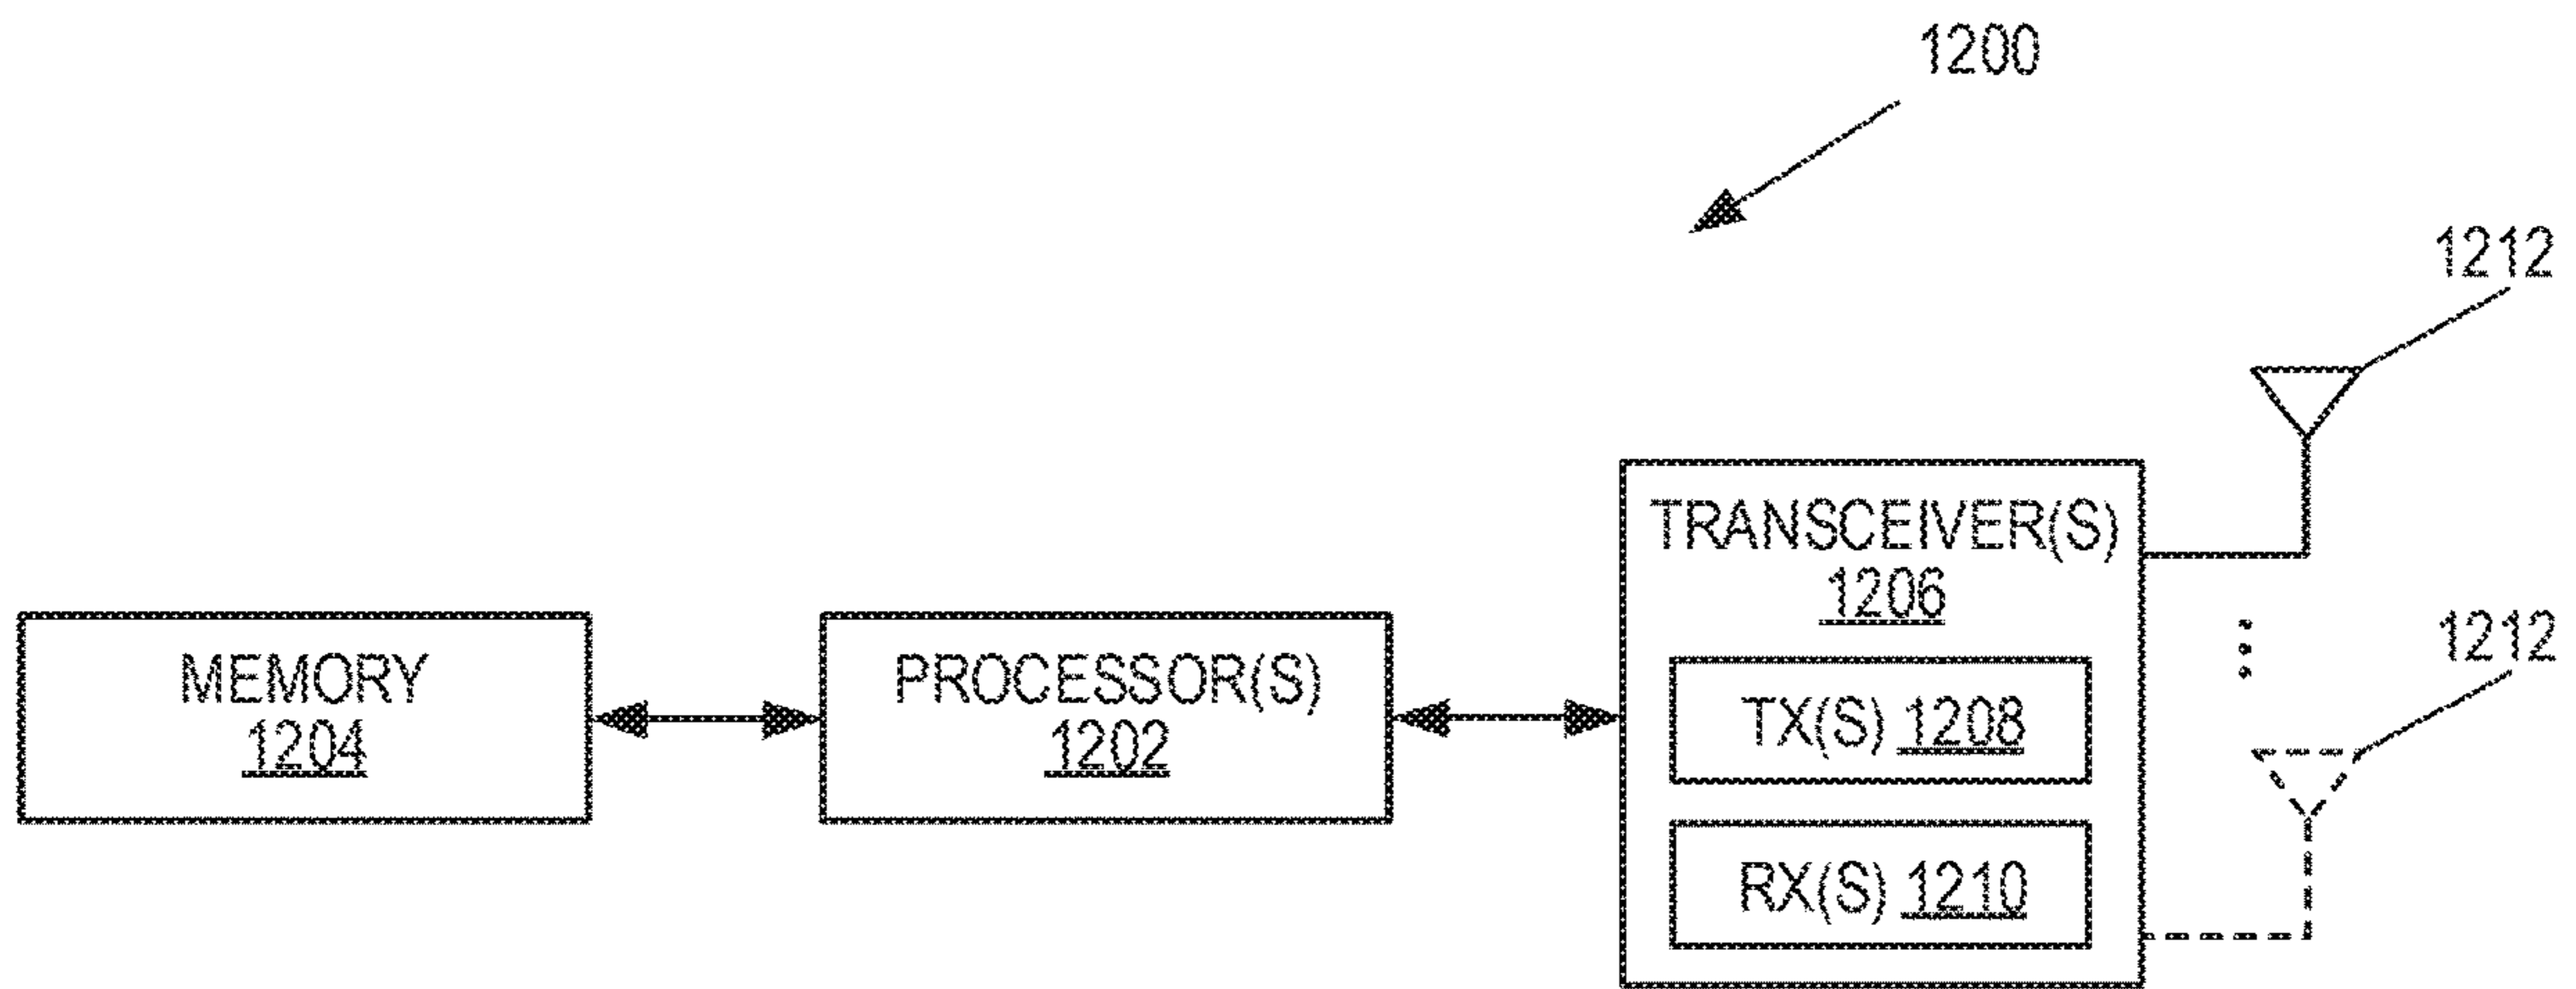 1200
1212
TRANSCEIVER(S)
1206
1212
MEMORY
1204
PROCESSOR(S)
1202
TX(S) 1208
RX(S) 1210